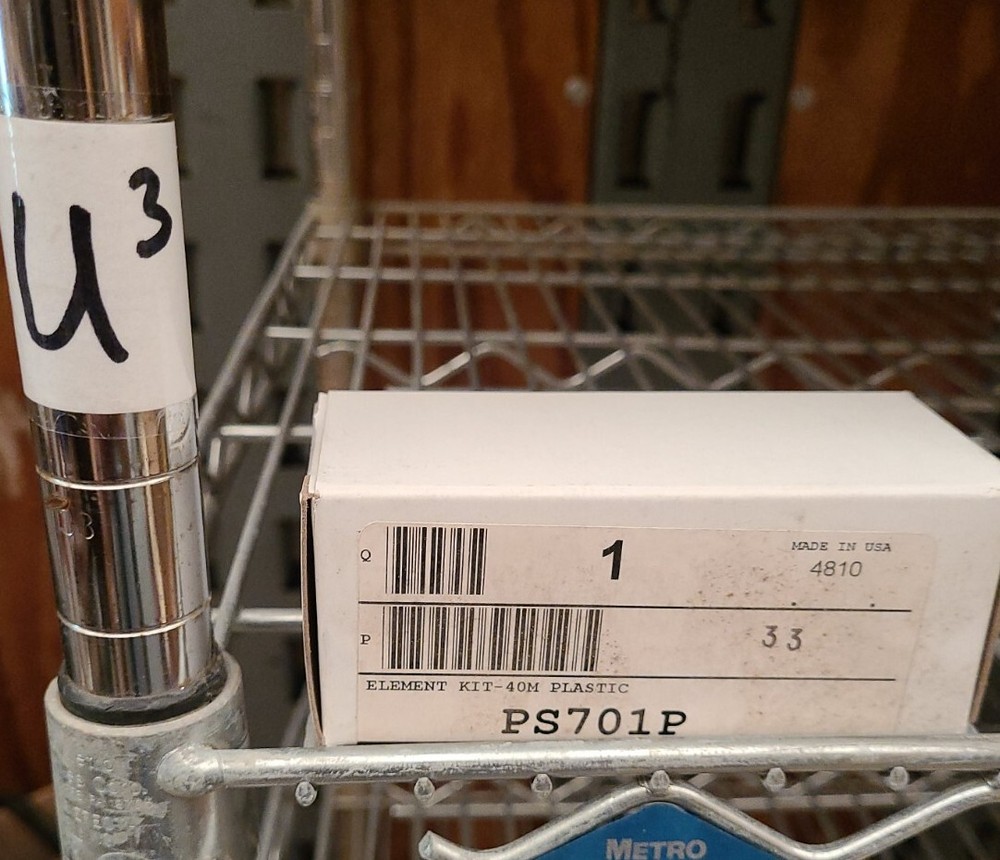 U³
Q
1
MADE IN USA
4810
P
33
ELEMENT KIT-40M PLASTIC
PS701P
METRO